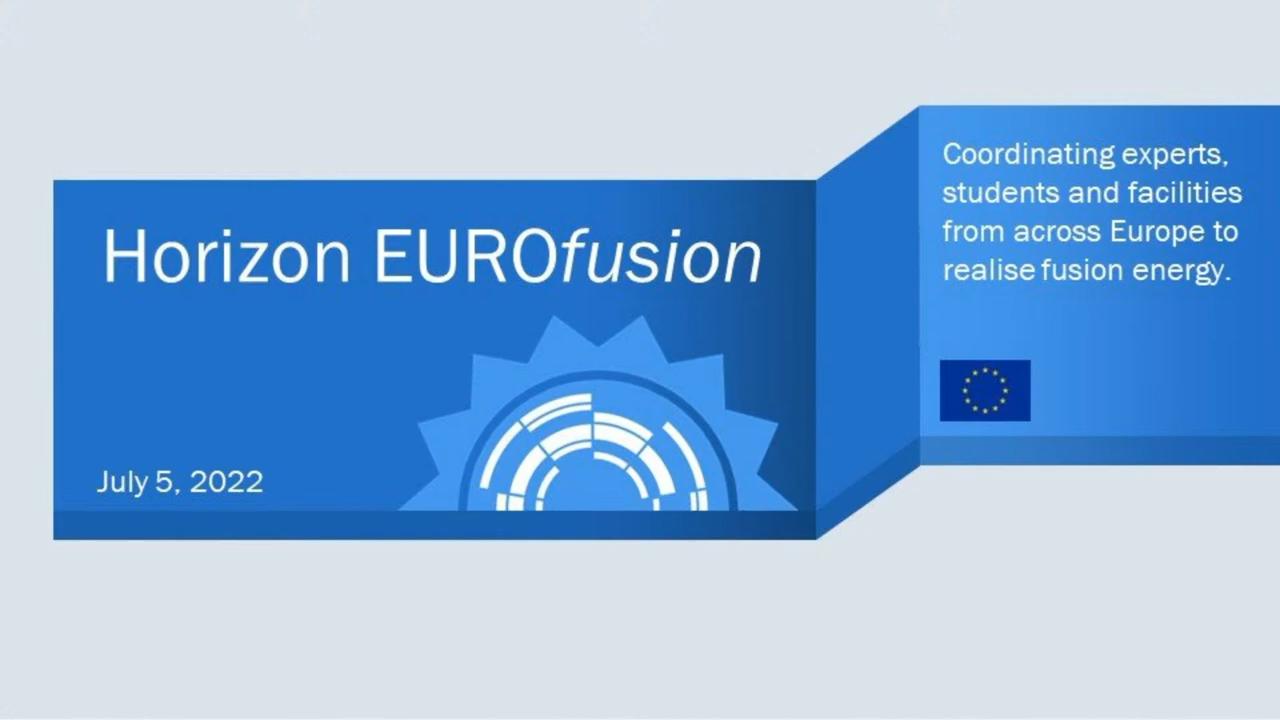 Horizon EUROfusion
July 5, 2022
Coordinating experts,
students and facilities
from across Europe to
realise fusion energy.